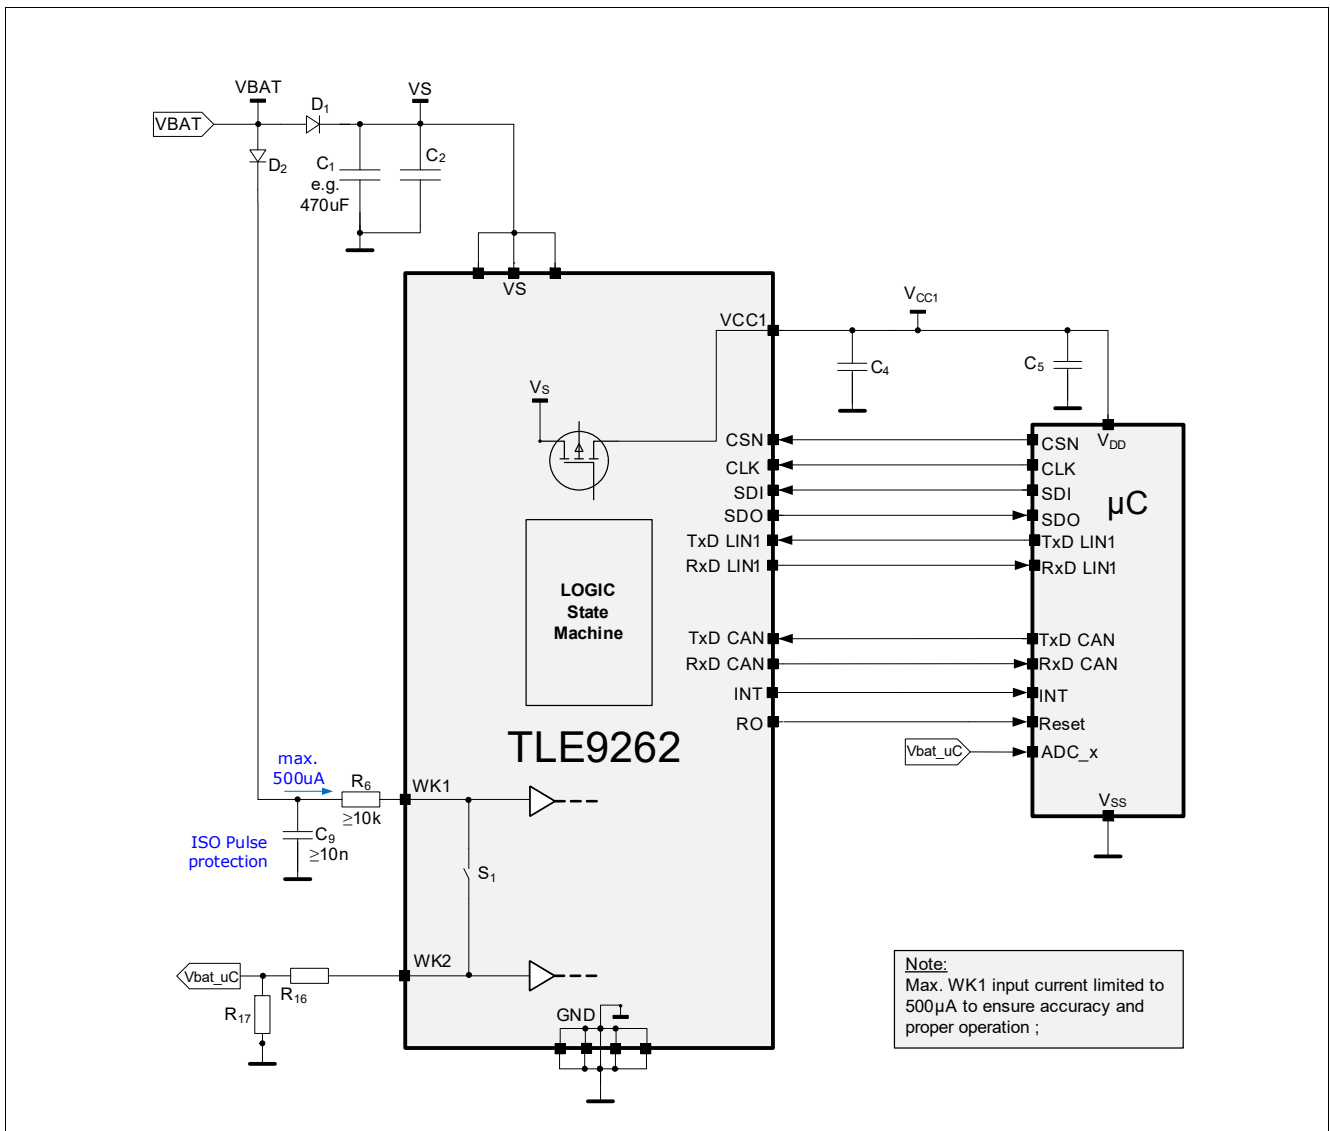 VBAT
VS
D1
VBAT
D2
C1
e.g.
470uF
C2
VS
VCC1
VCC1
C4
C5
VS
CSN
CLK
SDI
SDO
TxD LIN1
RxD LIN1
TxD CAN
RxD CAN
INT
RO
VDD
CSN
CLK
SDI
SDO
TxD LIN1
RxD LIN1
TxD CAN
RxD CAN
INT
Reset
ADC_x
µC
VSS
Vbat_uC
LOGIC
State
Machine
TLE9262
max.
500uA
R6
≥10k
WK1
ISO Pulse
protection
C9
≥10n
S1
WK2
Vbat_uC
R16
R17
GND
Note:
Max. WK1 input current limited to
500µA to ensure accuracy and
proper operation ;